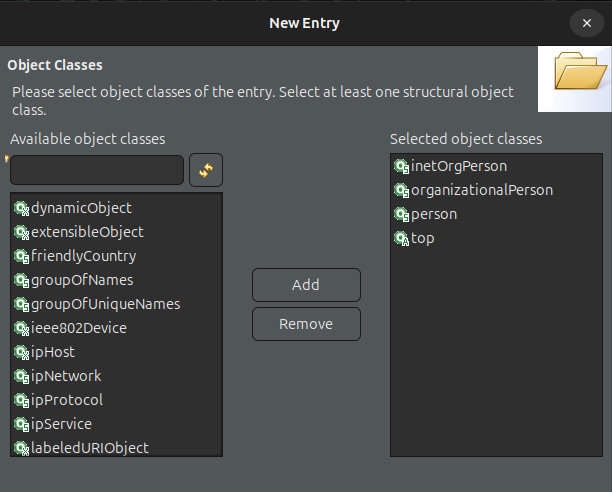 New Entry
Object Classes
Please select object classes of the entry. Select at least one structural object
class.
Available object classes
dynamicObject
extensibleObject
friendlyCountry
groupOfNames
groupOfUniqueNames
ieee802Device
ipHost
ipNetwork
ipProtocol
ipService
labeledURIObject
Add
Remove
Selected object classes
inetOrgPerson
organizationalPerson
person
top